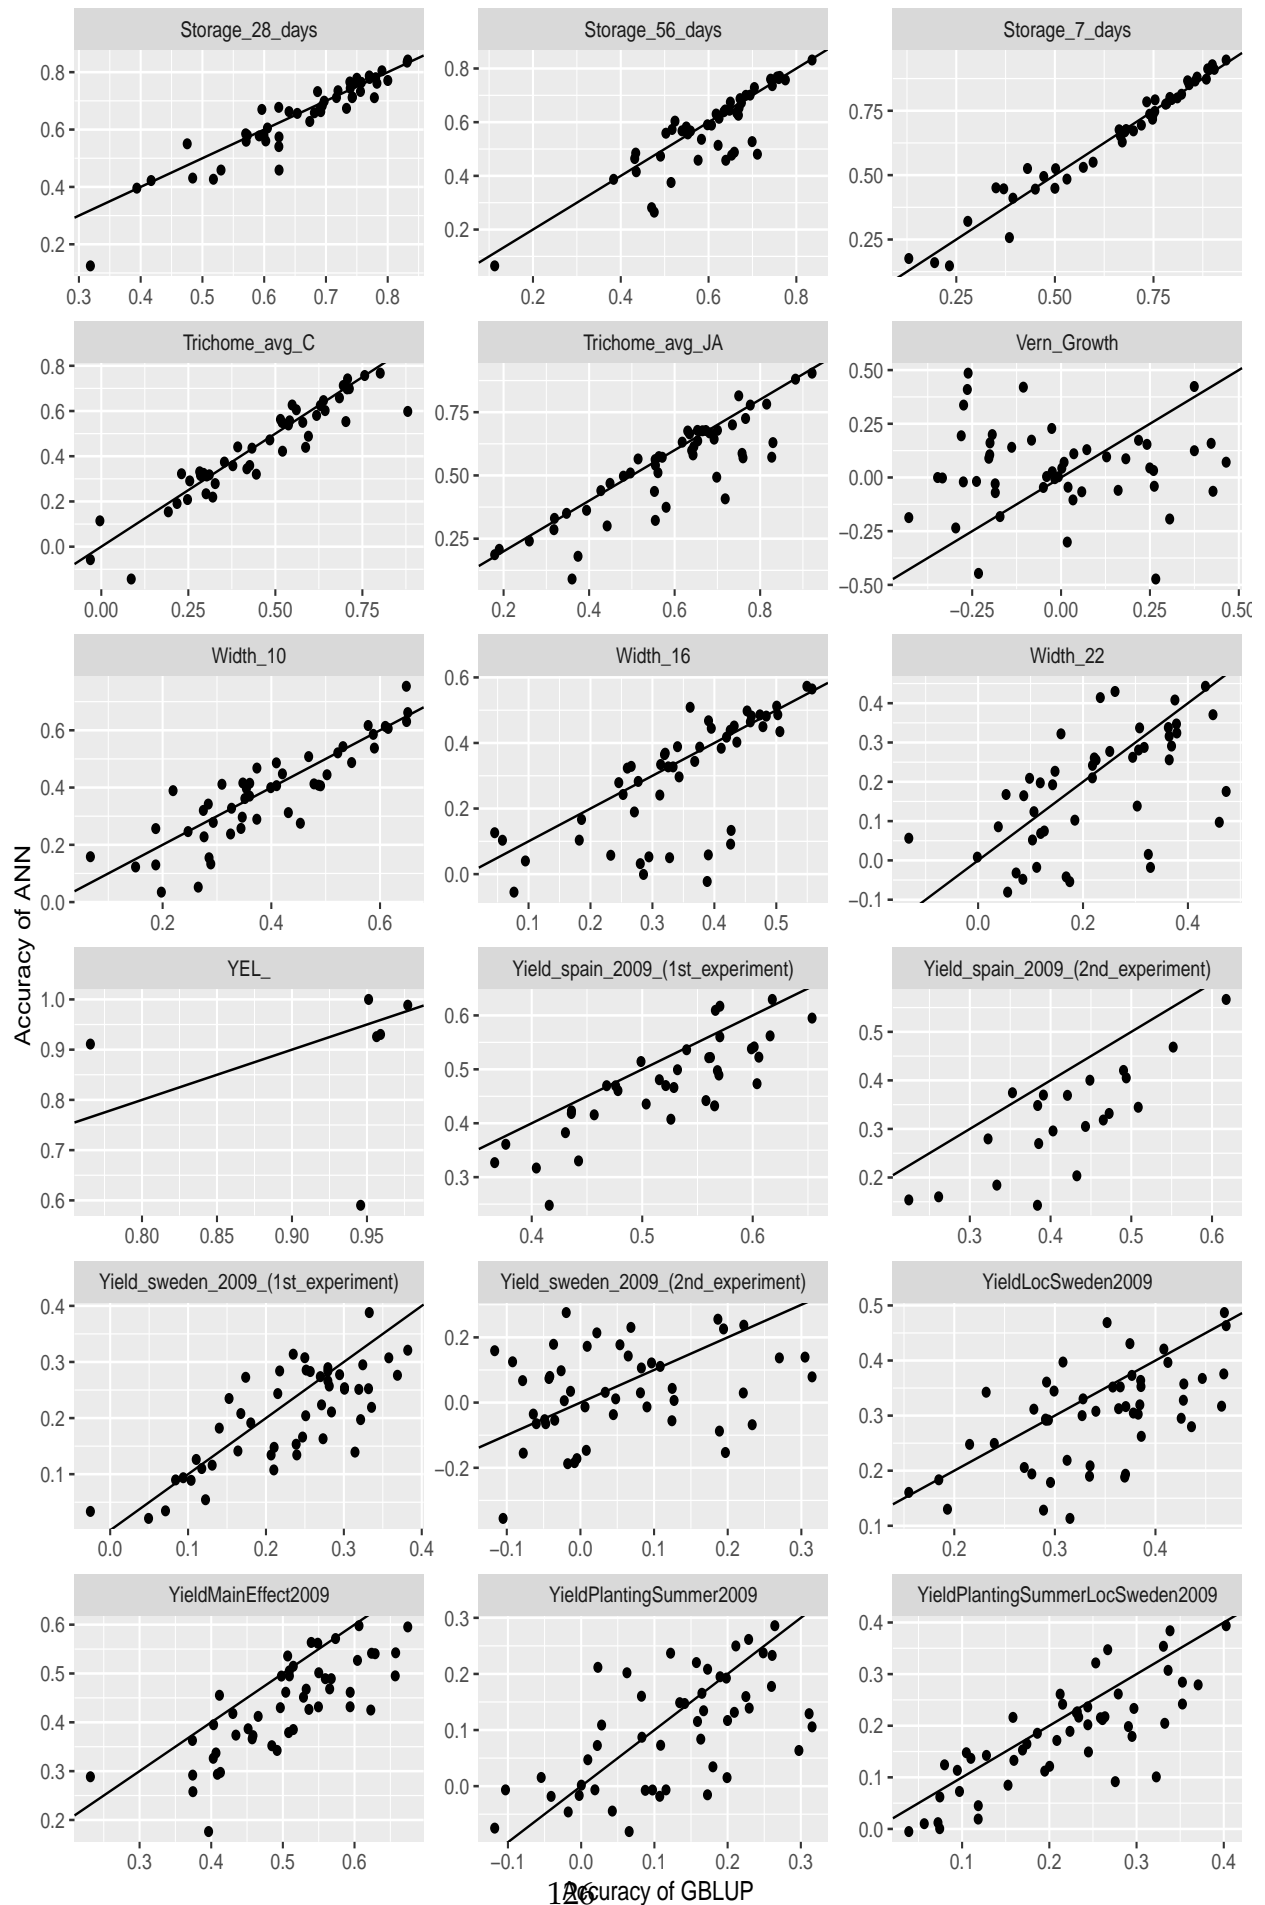 Storage_28_days Storage_56_days Storage_7_days
0.8 0.6 0.4 0.2
0.8 0.6 0.4 0.2
0.75 0.50 0.25
0.3 0.4 0.5 0.6 0.7 0.8 0.2 0.4 0.6 0.8 0.25 0.50 0.75
Trichome_avg_C Trichome_avg_JA Vern_Growth
0.8 0.6 0.4 0.2 0.0
0.75 0.50 0.25
0.50 0.25 0.00 −0.25 −0.50
0.00 0.25 0.50 0.75 0.2 0.4 0.6 0.8 −0.25 0.00 0.25 0.50
Width_10 Width_16 Width_22
0.6 0.4 0.2 0.0
0.6 0.4 0.2 0.0
0.4 0.3 0.2 0.1 0.0 −0.1
0.2 0.4 0.6 0.1 0.2 0.3 0.4 0.5 0.0 0.2 0.4
Accuracy of ANN
YEL_ Yield_spain_2009_(1st_experiment) Yield_spain_2009_(2nd_experiment)
1.0 0.9 0.8 0.7 0.6
0.6 0.5 0.4 0.3
0.5 0.4 0.3 0.2
0.80 0.85 0.90 0.95 0.4 0.5 0.6 0.3 0.4 0.5 0.6
Yield_sweden_2009_(1st_experiment) Yield_sweden_2009_(2nd_experiment) YieldLocSweden2009
0.4 0.3 0.2 0.1
0.2 0.0 −0.2
0.5 0.4 0.3 0.2 0.1
0.0 0.1 0.2 0.3 0.4 −0.1 0.0 0.1 0.2 0.3 0.2 0.4
YieldMainEffect2009 YieldPlantingSummer2009 YieldPlantingSummerLocSweden2009
0.6 0.5 0.4 0.3 0.2
0.3 0.2 0.1 0.0
0.4 0.3 0.2 0.1 0.0
0.3 0.4 0.5 0.6 −0.1 0.0 0.1 0.2 0.3 0.1 0.2 0.3 0.4
Accuracy of GBLUP
126